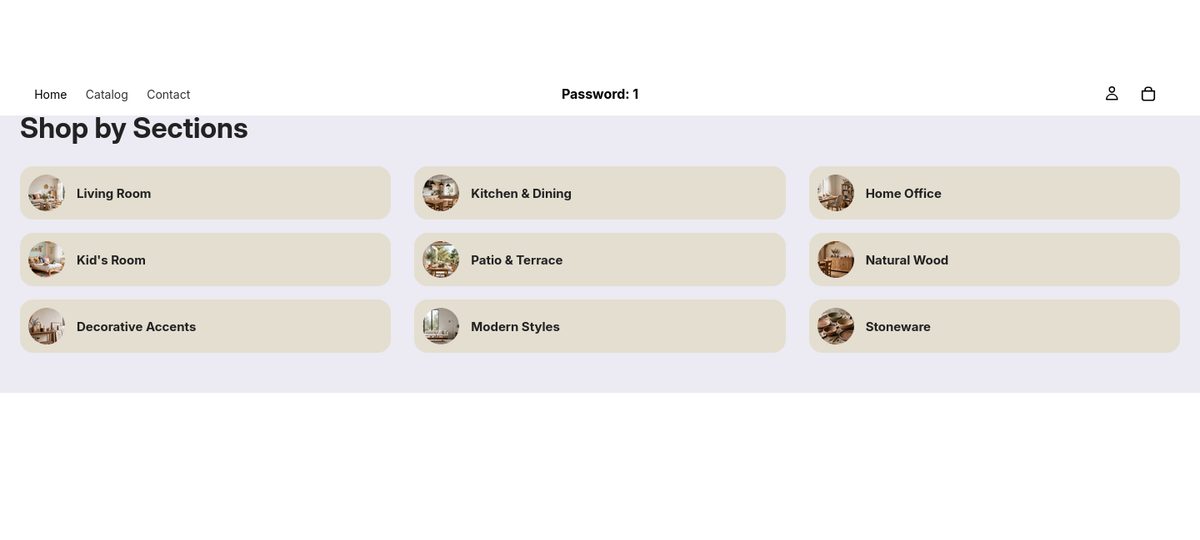 Home Catalog Contact Password: 1
Shop by Sections
Living Room Kitchen & Dining Home Office
Kid's Room Patio & Terrace Natural Wood
Decorative Accents Modern Styles Stoneware